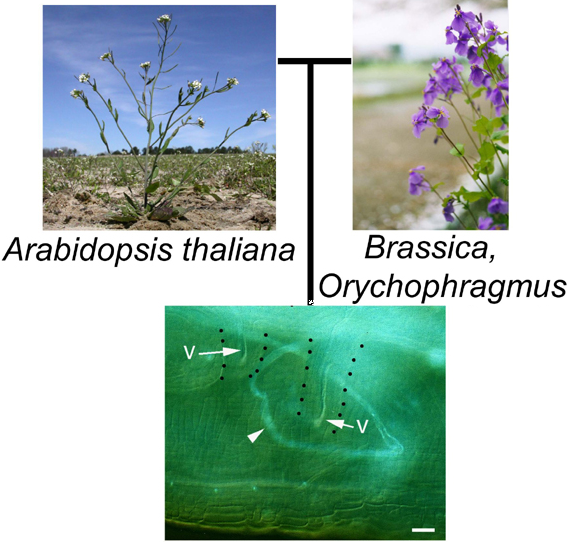 Arabidopsis thaliana
Brassica,
Orychophragmus
v
v